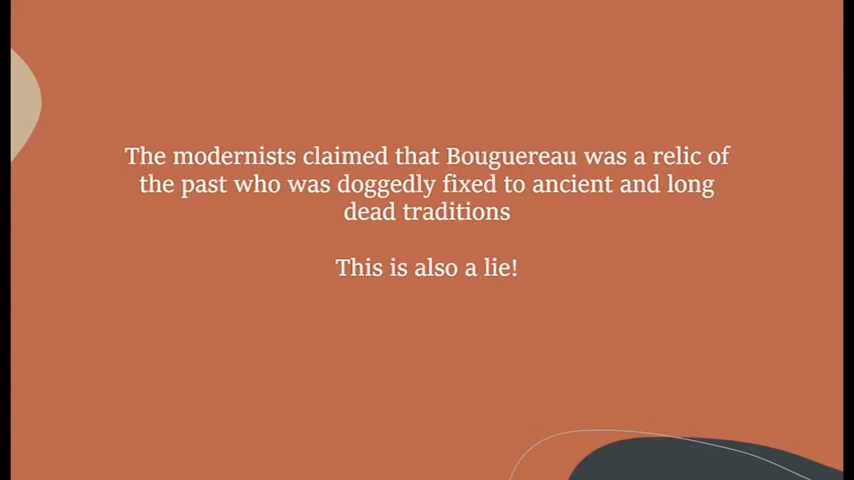 The modernists claimed that Bouguereau was a relic of
the past who was doggedly fixed to ancient and long
dead traditions
This is also a lie!